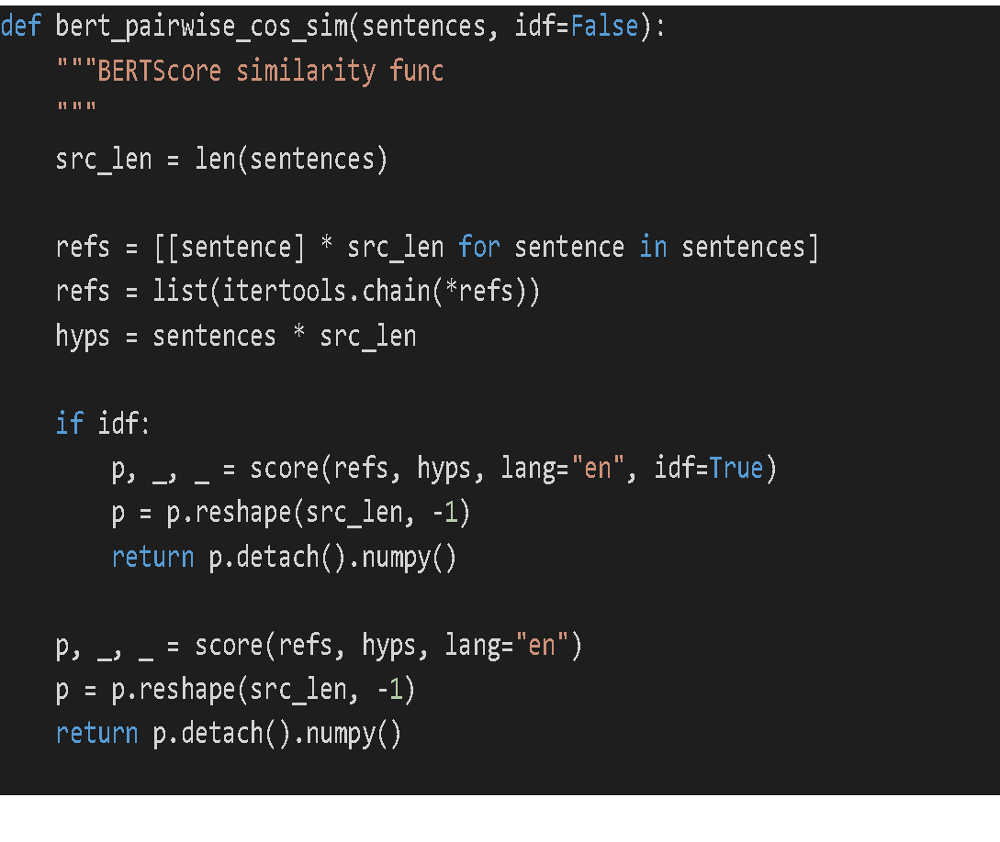 def bert_pairwise_cos_sim(sentences, idf=False):
    """BERTScore similarity func
    """
    src_len = len(sentences)

    refs = [[sentence] * src_len for sentence in sentences]
    refs = list(itertools.chain(*refs))
    hyps = sentences * src_len

    if idf:
        p, _, _ = score(refs, hyps, lang="en", idf=True)
        p = p.reshape(src_len, -1)
        return p.detach().numpy()

    p, _, _ = score(refs, hyps, lang="en")
    p = p.reshape(src_len, -1)
    return p.detach().numpy()